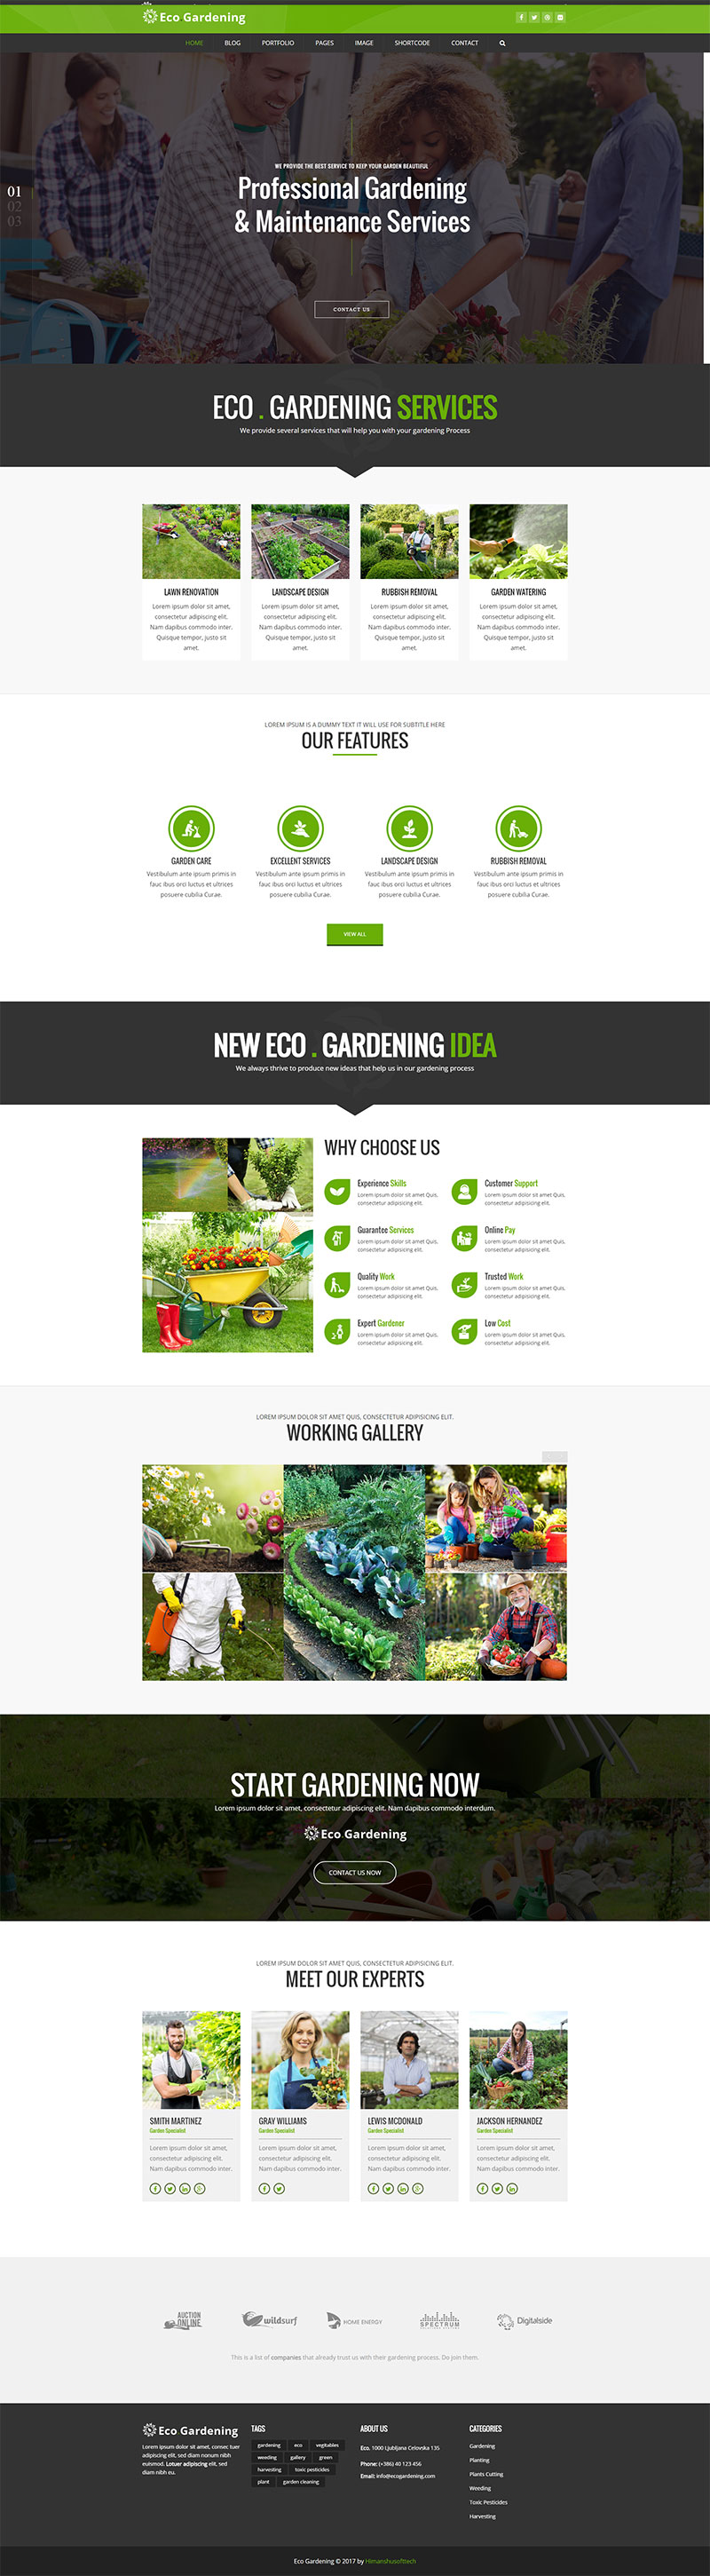 Eco Gardening
HOME BLOG PORTFOLIO PAGES IMAGE SHORTCODE CONTACT
01
02
03
WE PROVIDE THE BEST SERVICE TO KEEP YOUR GARDEN BEAUTIFUL
Professional Gardening
& Maintenance Services
CONTACT US
ECO . GARDENING SERVICES
We provide several services that will help you with your gardening Process
LAWN RENOVATION
Lorem ipsum dolor sit amet,
consectetur adipiscing elit.
Nam dapibus commodo inter.
Quisque tempor, justo sit
amet.
LANDSCAPE DESIGN
Lorem ipsum dolor sit amet,
consectetur adipiscing elit.
Nam dapibus commodo inter.
Quisque tempor, justo sit
amet.
RUBBISH REMOVAL
Lorem ipsum dolor sit amet,
consectetur adipiscing elit.
Nam dapibus commodo inter.
Quisque tempor, justo sit
amet.
GARDEN WATERING
Lorem ipsum dolor sit amet,
consectetur adipiscing elit.
Nam dapibus commodo inter.
Quisque tempor, justo sit
amet.
LOREM IPSUM IS A DUMMY TEXT IT WILL USE FOR SUBTITLE HERE
OUR FEATURES
GARDEN CARE
Vestibulum ante ipsum primis in
fauc ibus orci luctus et ultrices
posuere cubilia Curae.
EXCELLENT SERVICES
Vestibulum ante ipsum primis in
fauc ibus orci luctus et ultrices
posuere cubilia Curae.
LANDSCAPE DESIGN
Vestibulum ante ipsum primis in
fauc ibus orci luctus et ultrices
posuere cubilia Curae.
RUBBISH REMOVAL
Vestibulum ante ipsum primis in
fauc ibus orci luctus et ultrices
posuere cubilia Curae.
VIEW ALL
NEW ECO . GARDENING IDEA
We always thrive to produce new ideas that help us in our gardening process
WHY CHOOSE US
Experience Skills
Lorem ipsum dolor sit amet Quis,
consectetur adipisicing elit.
Customer Support
Lorem ipsum dolor sit amet Quis,
consectetur adipisicing elit.
Guarantee Services
Lorem ipsum dolor sit amet Quis,
consectetur adipisicing elit.
Online Pay
Lorem ipsum dolor sit amet Quis,
consectetur adipisicing elit.
Quality Work
Lorem ipsum dolor sit amet Quis,
consectetur adipisicing elit.
Trusted Work
Lorem ipsum dolor sit amet Quis,
consectetur adipisicing elit.
Expert Gardener
Lorem ipsum dolor sit amet Quis,
consectetur adipisicing elit.
Low Cost
Lorem ipsum dolor sit amet Quis,
consectetur adipisicing elit.
LOREM IPSUM DOLOR SIT AMET QUIS, CONSECTETUR ADIPISICING ELIT.
WORKING GALLERY
START GARDENING NOW
Lorem ipsum dolor sit amet, consectetur adipiscing elit. Nam dapibus commodo interdum.
Eco Gardening
CONTACT US NOW
LOREM IPSUM DOLOR SIT AMET QUIS, CONSECTETUR ADIPISICING ELIT.
MEET OUR EXPERTS
SMITH MARTINEZ
Garden Specialist
Lorem ipsum dolor sit amet,
consectetur adipiscing elit.
Nam dapibus commodo inter.
GRAY WILLIAMS
Garden Specialist
Lorem ipsum dolor sit amet,
consectetur adipiscing elit.
Nam dapibus commodo inter.
LEWIS MCDONALD
Garden Specialist
Lorem ipsum dolor sit amet,
consectetur adipiscing elit.
Nam dapibus commodo inter.
JACKSON HERNANDEZ
Garden Specialist
Lorem ipsum dolor sit amet,
consectetur adipiscing elit.
Nam dapibus commodo inter.
AUCTION
ONLINE
wildsurf
HOME ENERGY
SPECTRUM
Digitalside
This is a list of companies that already trust us with their gardening process. Do join them.
Eco Gardening
Lorem ipsum dolor sit amet, consec tuer
adipiscing elit, sed diam nonum nibh
euismod. Lotuer adipiscing elit, sed
diam nibh eu.
TAGS
gardening eco vegitables
weeding gallery green
harvesting toxic pesticides
plant garden cleaning
ABOUT US
Eco. 1000 Ljubljana Celovska 135
Phone: (+386) 40 123 456
Email: info@ecogardening.com
CATEGORIES
Gardening
Planting
Plants Cutting
Weeding
Toxic Pesticides
Harvesting
Eco Gardening © 2017 by Himanshusofttech